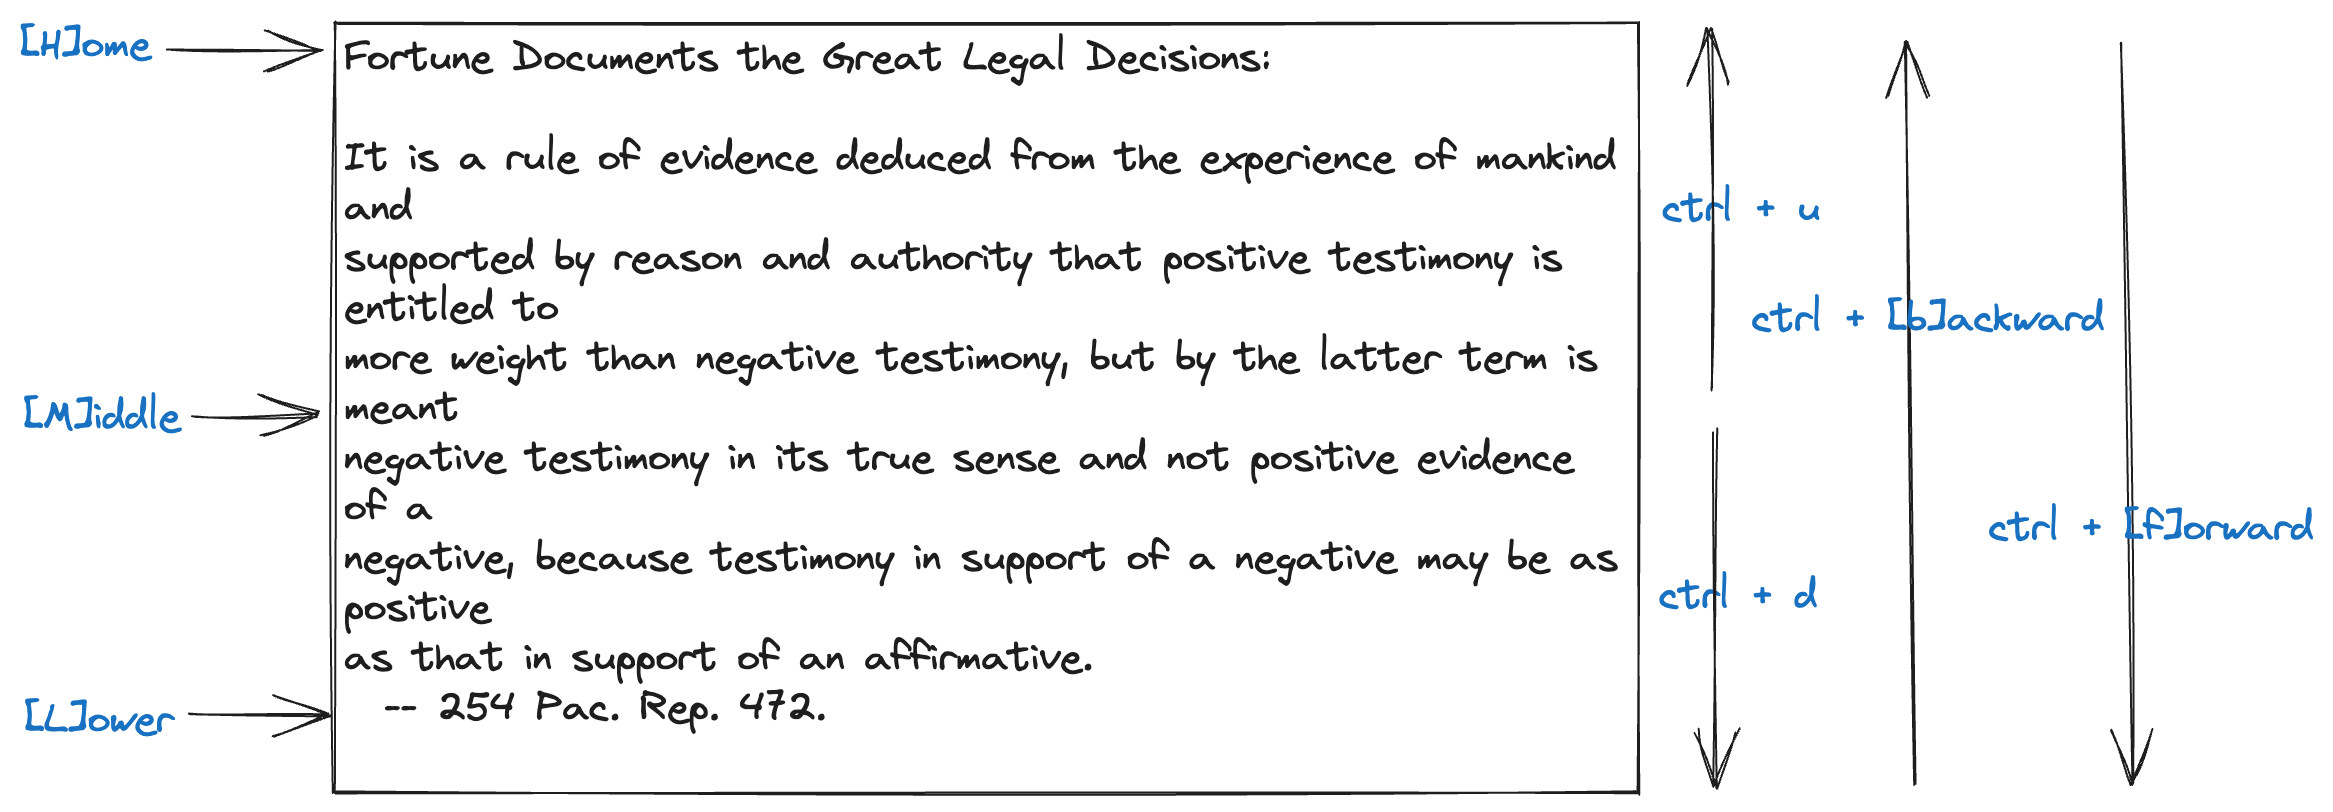 [H]ome
Fortune Documents the Great Legal Decisions:
It is a rule of evidence deduced from the experience of mankind
and
supported by reason and authority that positive testimony is
entitled to
more weight than negative testimony, but by the latter term is
[M]iddle
meant
negative testimony in its true sense and not positive evidence
of a
negative, because testimony in support of a negative may be as
positive
as that in support of an affirmative.
[L]ower
-- 254 Pac. Rep. 472.
ctrl + u
ctrl + [b]ackward
ctrl + [f]orward
ctrl + d